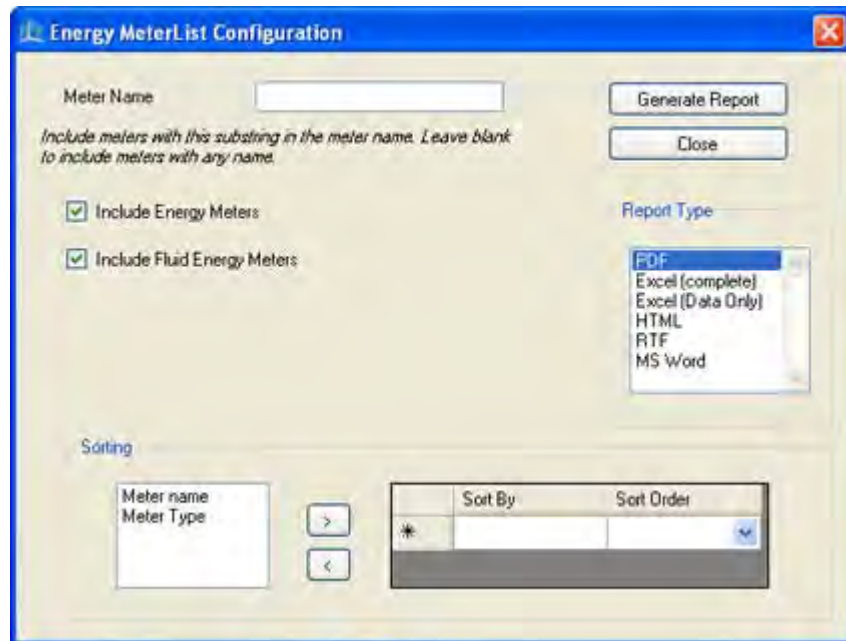 Energy MeterList Configuration
Meter Name
Generate Report
Include meters with this substring in the meter name. Leave blank
to include meters with any name.
Close
Include Energy Meters
Report Type
Include Fluid Energy Meters
PDF
Excel (complete)
Excel (Data Only)
HTML
RTF
MS Word
Sorting
Meter name
Meter Type
>
<
Sort By Sort Order
*